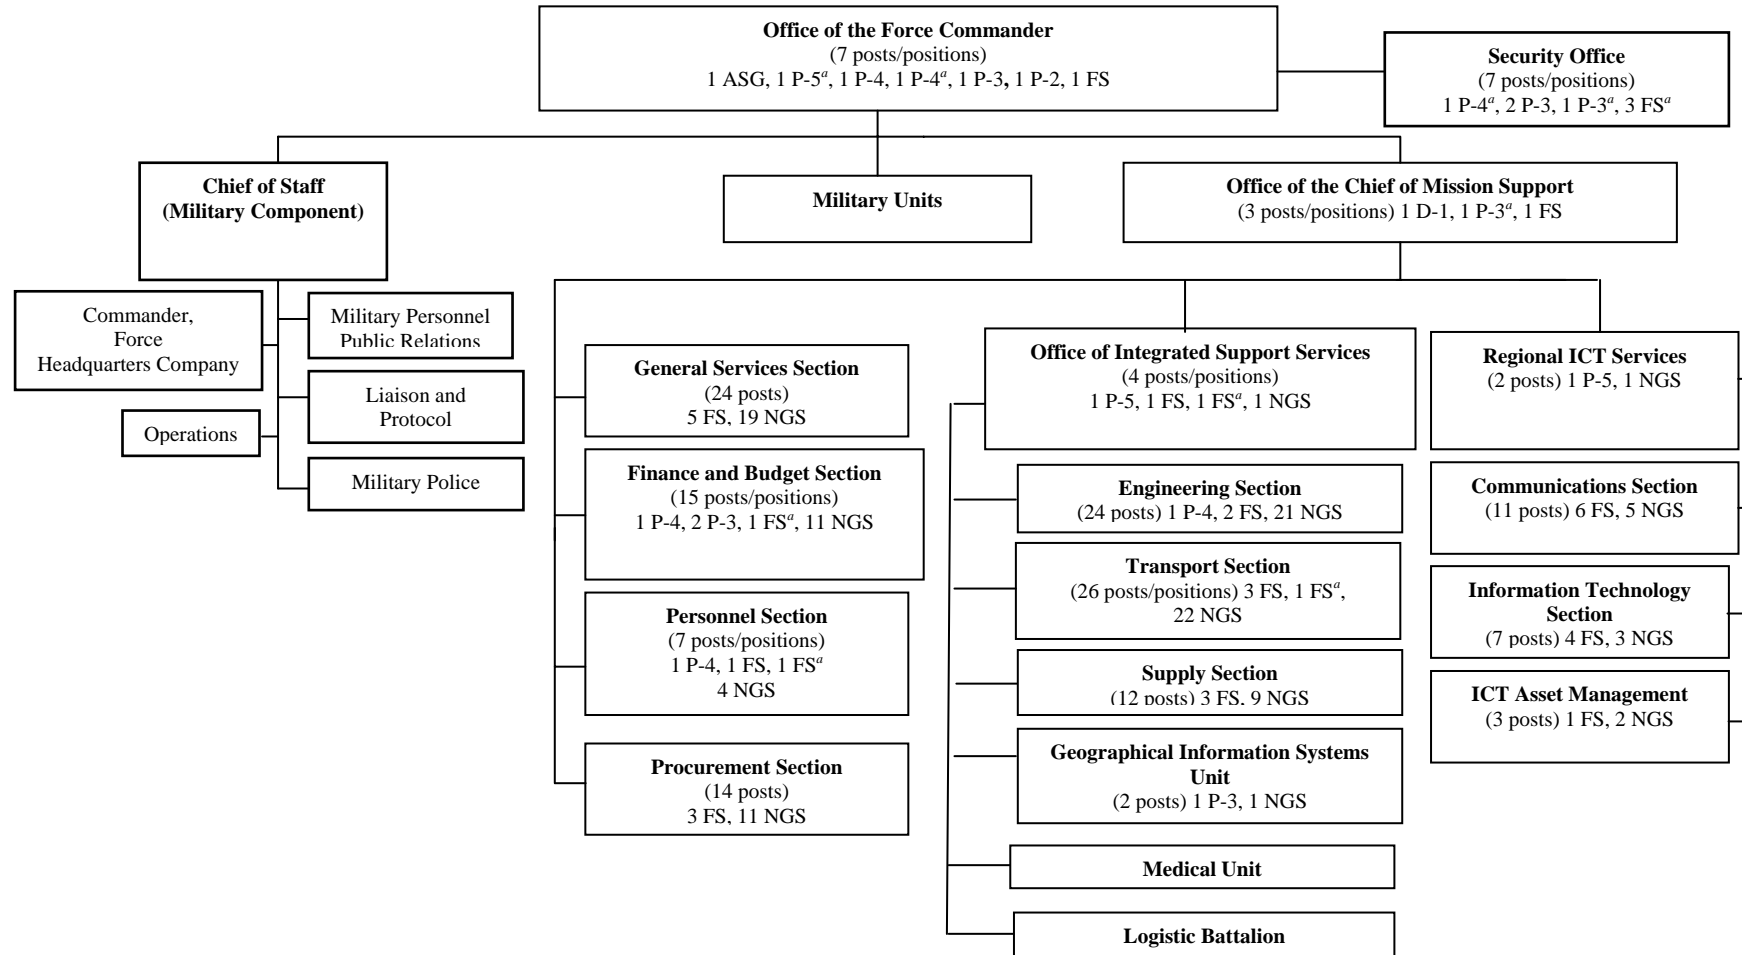 Office of the Force Commander
(7 posts/positions)
1 ASG, 1 P-5a, 1 P-4, 1 P-4a, 1 P-3, 1 P-2, 1 FS
Security Office
(7 posts/positions)
1 P-4a, 2 P-3, 1 P-3a, 3 FSa
Chief of Staff
(Military Component)
Military Units
Office of the Chief of Mission Support
(3 posts/positions) 1 D-1, 1 P-3a, 1 FS
Commander,
Force
Headquarters Company
Military Personnel
Public Relations
Liaison and
Protocol
Operations
Military Police
General Services Section
(24 posts)
5 FS, 19 NGS
Finance and Budget Section
(15 posts/positions)
1 P-4, 2 P-3, 1 FSa, 11 NGS
Personnel Section
(7 posts/positions)
1 P-4, 1 FS, 1 FSa
4 NGS
Procurement Section
(14 posts)
3 FS, 11 NGS
Office of Integrated Support Services
(4 posts/positions)
1 P-5, 1 FS, 1 FSa, 1 NGS
Engineering Section
(24 posts) 1 P-4, 2 FS, 21 NGS
Transport Section
(26 posts/positions) 3 FS, 1 FSa,
22 NGS
Supply Section
(12 posts) 3 FS, 9 NGS
Geographical Information Systems
Unit
(2 posts) 1 P-3, 1 NGS
Medical Unit
Logistic Battalion
Regional ICT Services
(2 posts) 1 P-5, 1 NGS
Communications Section
(11 posts) 6 FS, 5 NGS
Information Technology
Section
(7 posts) 4 FS, 3 NGS
ICT Asset Management
(3 posts) 1 FS, 2 NGS